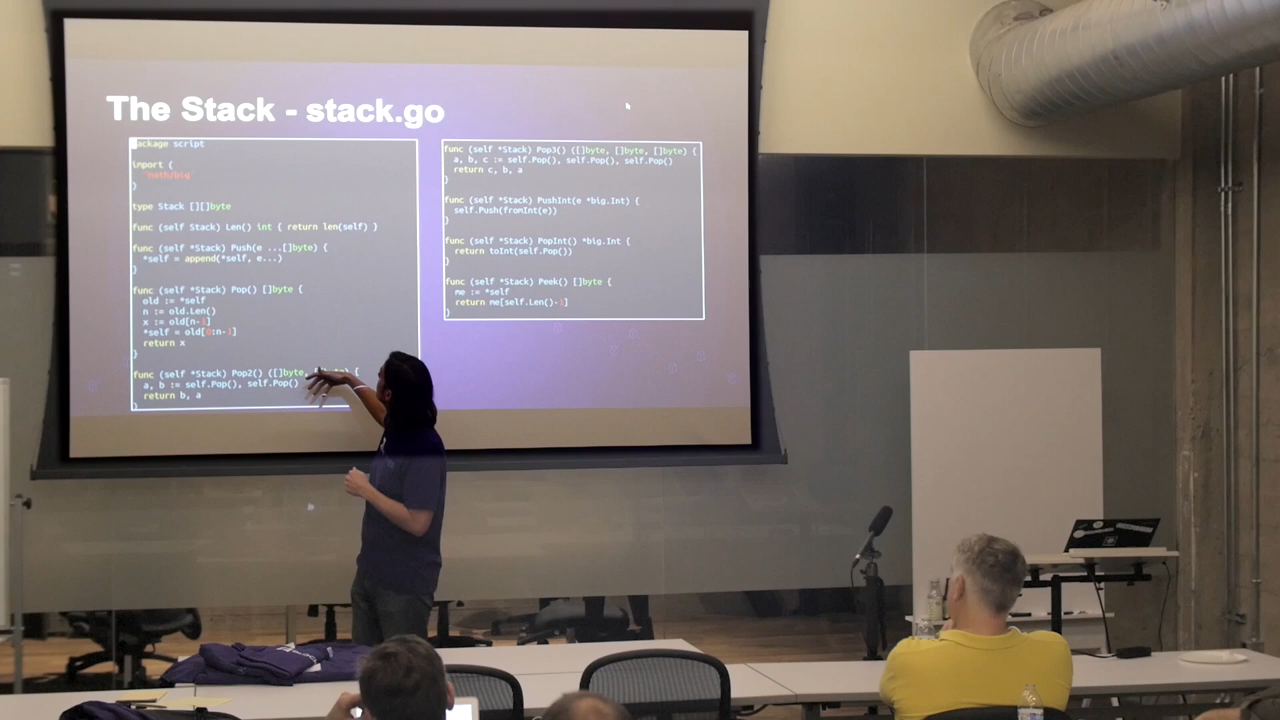 The Stack - stack.go
package script
import (
"math/big"
)
type Stack [][]byte
func (self Stack) Len() int { return len(self) }
func (self *Stack) Push(e ...[]byte) {
*self = append(*self, e...)
}
func (self *Stack) Pop() []byte {
old := *self
n := old.Len()
x := old[n-1]
*self = old[0:n-1]
return x
}
func (self *Stack) Pop2() ([]byte, []byte) {
a, b := self.Pop(), self.Pop()
return b, a
}
func (self *Stack) Pop3() ([]byte, []byte, []byte) {
a, b, c := self.Pop(), self.Pop(), self.Pop()
return c, b, a
}
func (self *Stack) PushInt(e *big.Int) {
self.Push(fromInt(e))
}
func (self *Stack) PopInt() *big.Int {
return toInt(self.Pop())
}
func (self *Stack) Peek() []byte {
me := *self
return me[self.Len()-1]
}